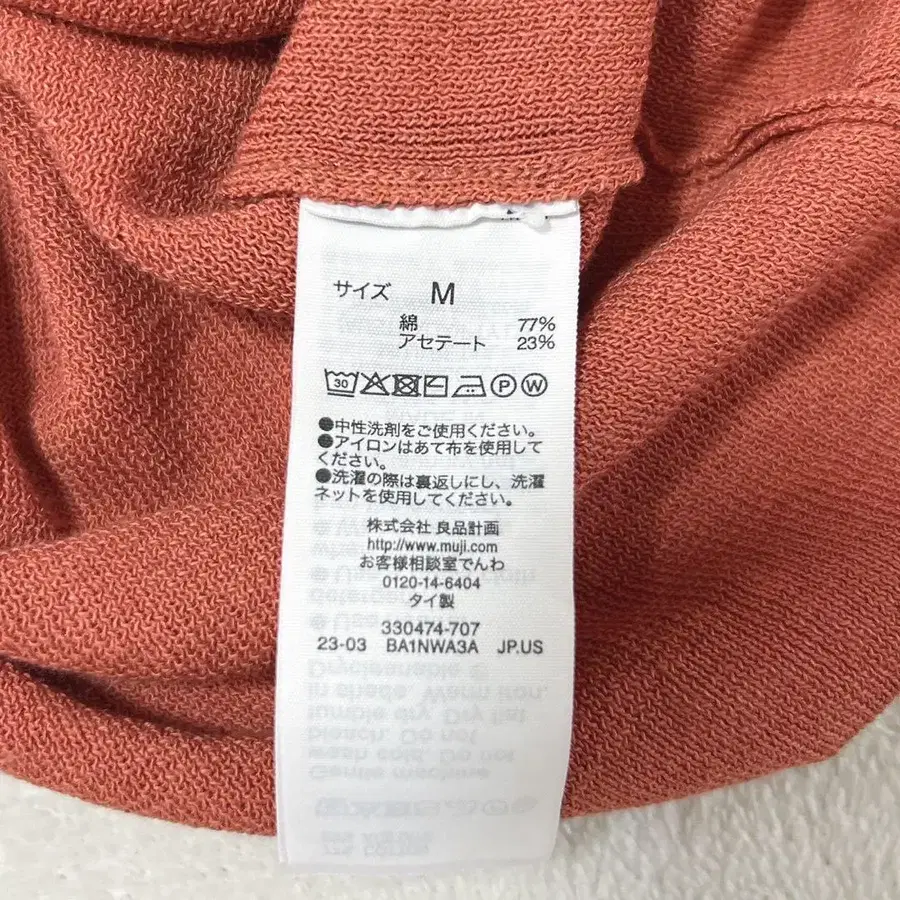 サイズ M
綿 77%
アセテート 23%
30 P W
●中性洗剤をご使用ください。
●アイロンはあて布を使用して
ください。
●洗濯の際は裏返しにし、洗濯
ネットを使用してください。
株式会社 良品計画
http://www.muji.com
お客様相談室でんわ
0120-14-6404
タイ製
330474-707
23-03 BA1NWA3A JP.US